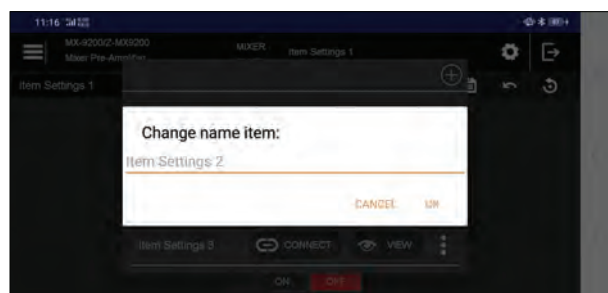 11:16
MX-9200/Z-MX9200
Mixer Pre-Amplifier
MIXER
Item Settings 1
Item Settings 1
Change name item:
Item Settings 2
CANCEL OK
Item Settings 3 CONNECT VIEW
ON OFF